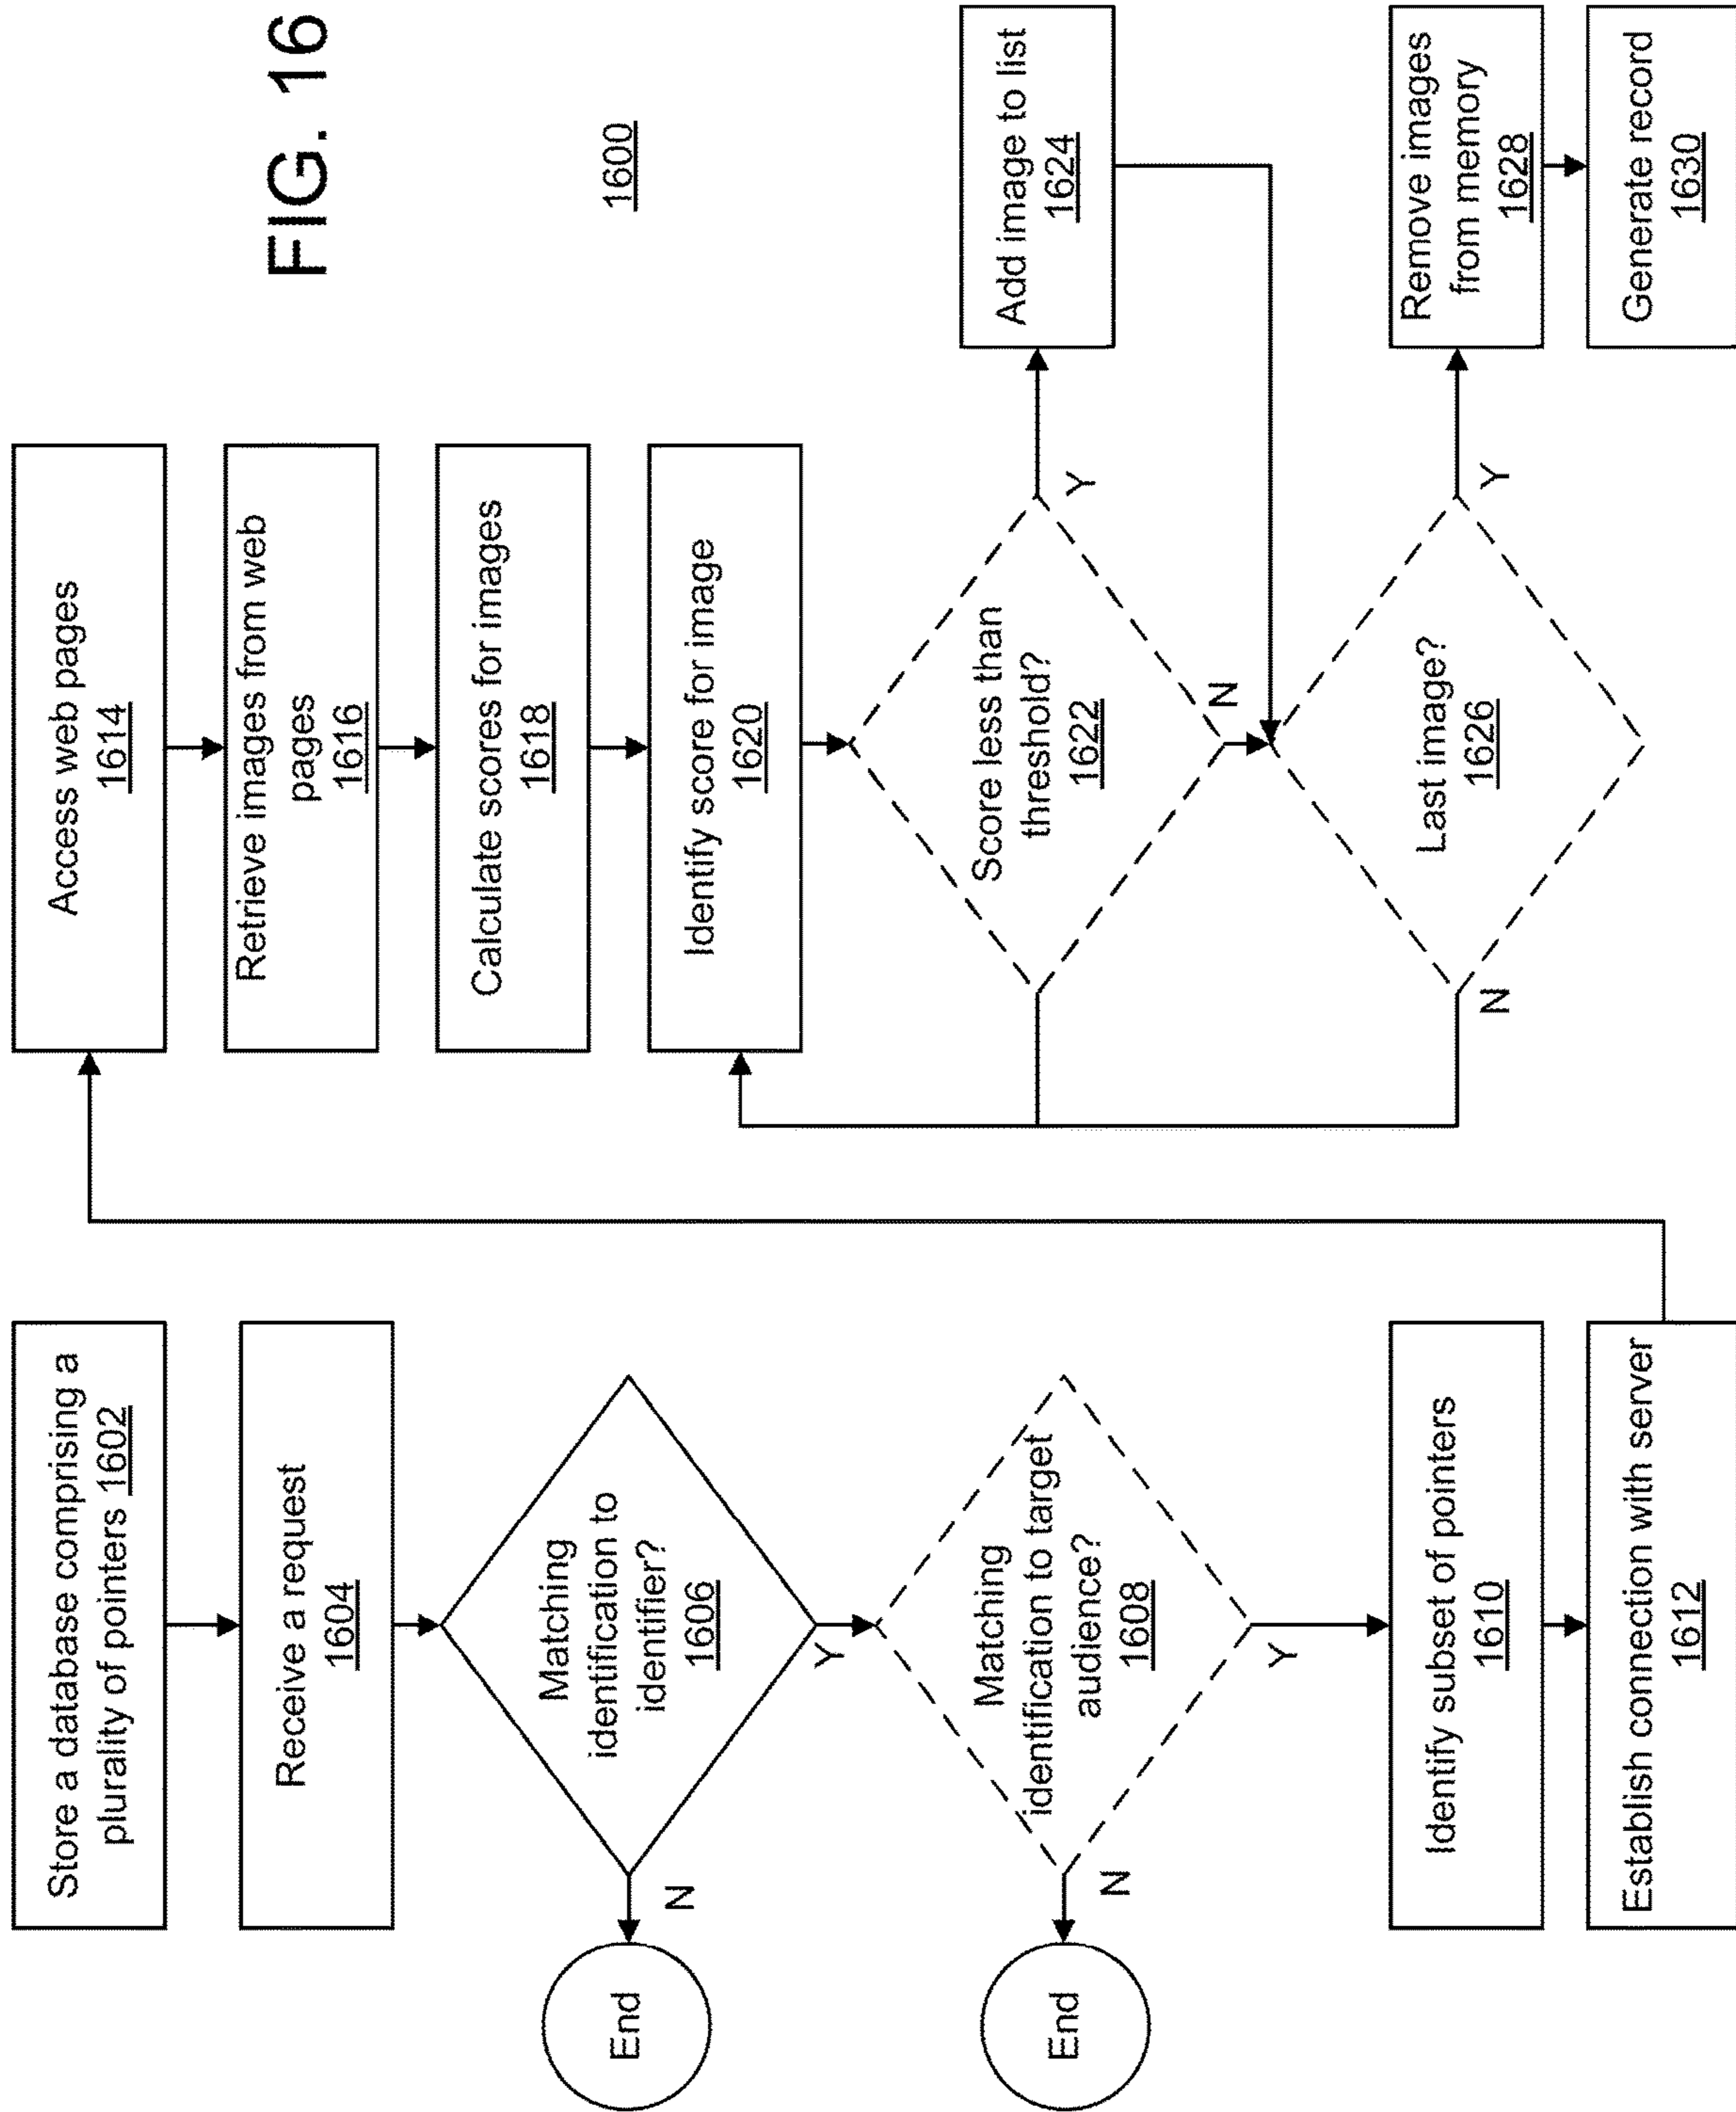 FIG. 16
1600
Store a database comprising a
plurality of pointers 1602
Receive a request
1604
Matching
identification to
identifier?
1606
N
End
Y
Matching
identification to target
audience?
1608
N
End
Y
Identify subset of pointers
1610
Establish connection with server
1612
Access web pages
1614
Retrieve images from web
pages
1616
Calculate scores for images
1618
Identify score for image
1620
Score less than
threshold?
1622
Y
N
Add image to list
1624
Last image?
1626
N
Y
Remove images
from memory
1628
Generate record
1630